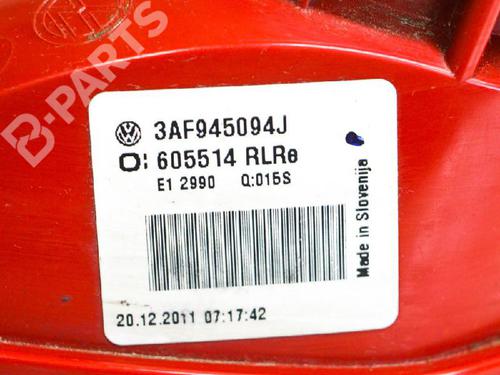 B-PARTS
3AF945094J
O: 605514 RLRe
E1 2990 Q:015S
20.12.2011 07:17:42
Made in Slovenija